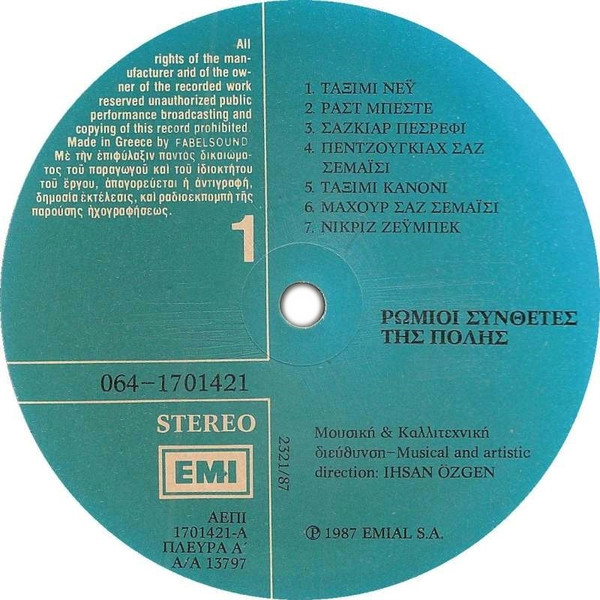 All
rights of the man-
ufacturer and of the ow-
ner of the recorded work
reserved unauthorized public
performance broadcasting and
copying of this record prohibited.
Made in Greece by FABELSOUND
Μὲ τὴν ἐπιφύλαξιν παντὸς δικαιώμα-
τος τοῦ παραγωγοῦ καὶ τοῦ ἰδιοκτήτου
τοῦ ἔργου, ἀπαγορεύεται ἡ ἀντιγραφή,
δημοσία ἐκτέλεσις, καὶ ραδιοεκπομπὴ τῆς
παρούσης ἠχογραφήσεως.
1
1. ΤΑΞΙΜΙ ΝΕΫ
2. ΡΑΣΤ ΜΠΕΣΤΕ
3. ΣΑΖΚΙΑΡ ΠΕΣΡΕΦΙ
4. ΠΕΝΤΖΟΥΓΚΙΑΧ ΣΑΖ
ΣΕΜΑΪΣΙ
5. ΤΑΞΙΜΙ ΚΑΝΟΝΙ
6. ΜΑΧΟΥΡ ΣΑΖ ΣΕΜΑΪΣΙ
7. ΝΙΚΡΙΖ ΖΕΫΜΠΕΚ
ΡΩΜΙΟΙ ΣΥΝΘΕΤΕΣ
ΤΗΣ ΠΟΛΗΣ
064-1701421
STEREO
EMI
2321/87
ΑΕΠΙ
1701421-Α
ΠΛΕΥΡΑ Α΄
Α/Α 13797
Μουσική & Καλλιτεχνική
διεύθυνση–Musical and artistic
direction: IHSAN ÖZGEN
℗ 1987 EMIAL S.A.